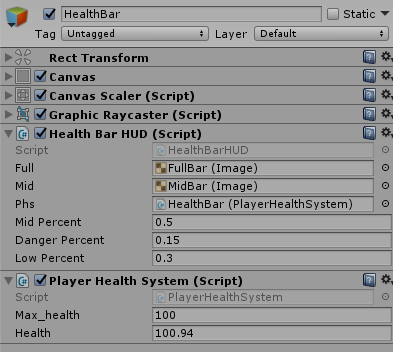 HealthBar Static
Tag Untagged Layer Default
Rect Transform
Canvas
Canvas Scaler (Script)
Graphic Raycaster (Script)
Health Bar HUD (Script)
Script HealthBarHUD
Full FullBar (Image)
Mid MidBar (Image)
Phs HealthBar (PlayerHealthSystem)
Mid Percent 0.5
Danger Percent 0.15
Low Percent 0.3
Player Health System (Script)
Script PlayerHealthSystem
Max_health 100
Health 100.94